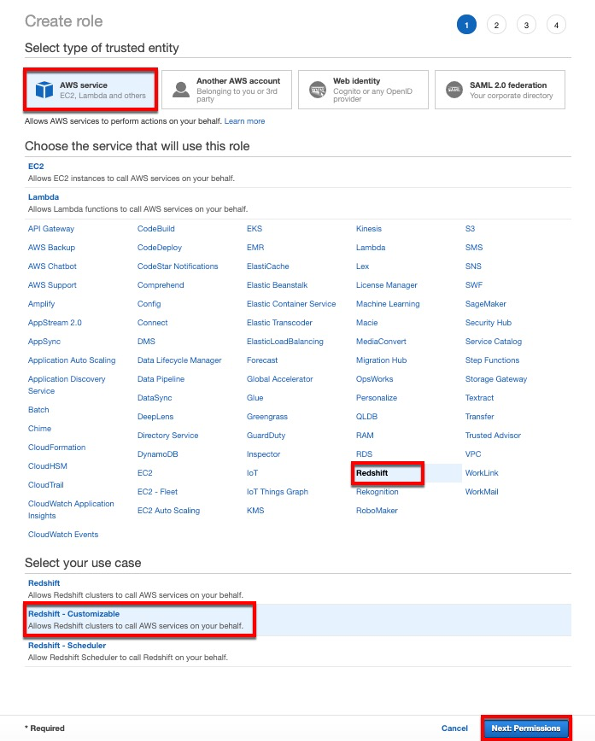 Create role
1 2 3 4
Select type of trusted entity
AWS service
EC2, Lambda and others
Another AWS account
Belonging to you or 3rd
party
Web identity
Cognito or any OpenID
provider
SAML 2.0 federation
Your corporate directory
Allows AWS services to perform actions on your behalf. Learn more
Choose the service that will use this role
EC2
Allows EC2 instances to call AWS services on your behalf.
Lambda
Allows Lambda functions to call AWS services on your behalf.
API Gateway
AWS Backup
AWS Chatbot
AWS Support
Amplify
AppStream 2.0
AppSync
Application Auto Scaling
Application Discovery
Service
Batch
Chime
CloudFormation
CloudHSM
CloudTrail
CloudWatch Application
Insights
CloudWatch Events
CodeBuild
CodeDeploy
CodeStar Notifications
Comprehend
Config
Connect
DMS
Data Lifecycle Manager
Data Pipeline
DataSync
DeepLens
Directory Service
DynamoDB
EC2
EC2 - Fleet
EC2 Auto Scaling
EKS
EMR
ElastiCache
Elastic Beanstalk
Elastic Container Service
Elastic Transcoder
ElasticLoadBalancing
Forecast
Global Accelerator
Glue
Greengrass
GuardDuty
Inspector
IoT
IoT Things Graph
KMS
Kinesis
Lambda
Lex
License Manager
Machine Learning
Macie
MediaConvert
Migration Hub
OpsWorks
Personalize
QLDB
RAM
RDS
Redshift
Rekognition
RoboMaker
S3
SMS
SNS
SWF
SageMaker
Security Hub
Service Catalog
Step Functions
Storage Gateway
Textract
Transfer
Trusted Advisor
VPC
WorkLink
WorkMail
Select your use case
Redshift
Allows Redshift clusters to call AWS services on your behalf.
Redshift - Customizable
Allows Redshift clusters to call AWS services on your behalf.
Redshift - Scheduler
Allow Redshift Scheduler to call Redshift on your behalf.
* Required
Cancel
Next: Permissions